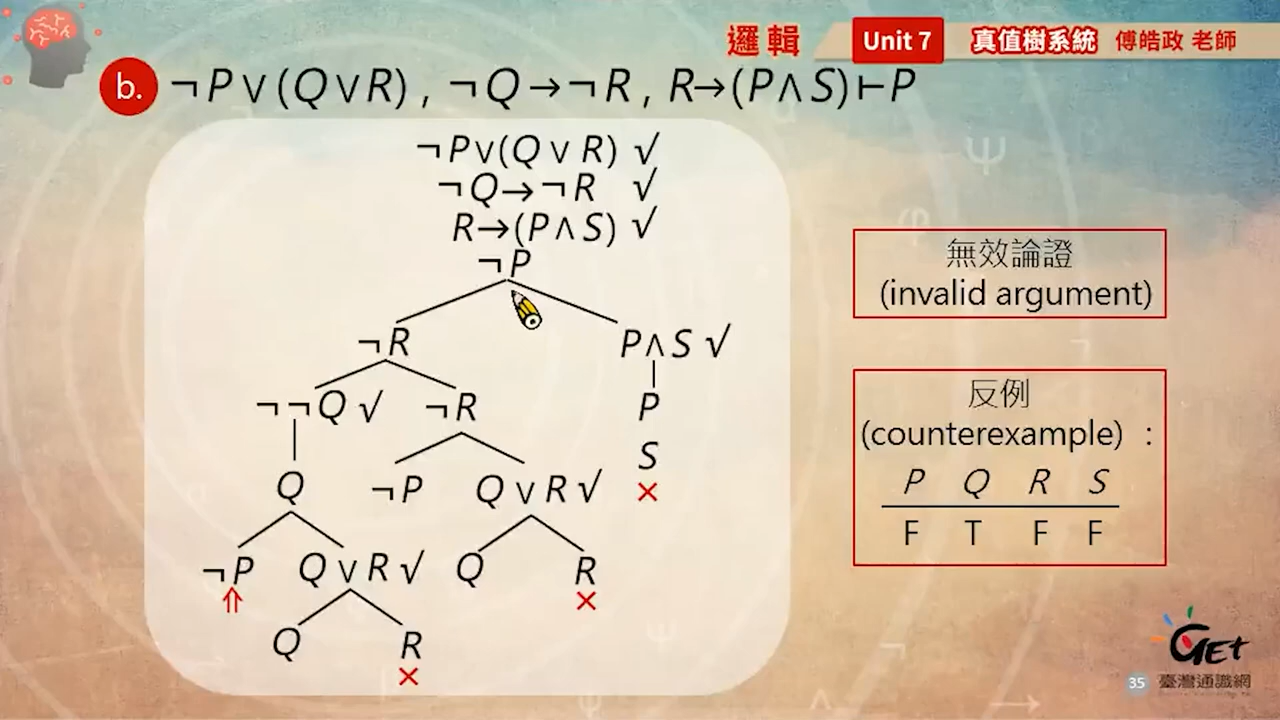 邏輯 Unit 7 真值樹系統 傅皓政 老師
b. ¬P∨(Q∨R) , ¬Q→¬R , R→(P∧S)⊢P
¬P∨(Q∨R) √
¬Q→¬R √
R→(P∧S) √
¬P
¬R P∧S √
¬¬Q √ ¬R P
S
Q ¬P Q∨R √ ×
¬P Q∨R √ Q R
⇑ ×
Q R
×
無效論證
(invalid argument)
反例
(counterexample) :
P Q R S
F T F F
GET
35 臺灣通識網